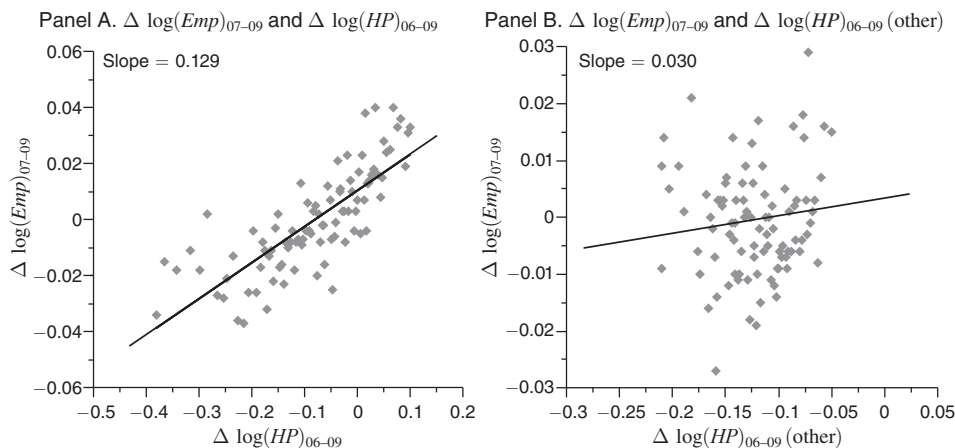 Panel A. Δ log(Emp)07–09 and Δ log(HP)06–09
0.06
Slope = 0.129
0.04
0.02
0
−0.02
−0.04
−0.06
Δ log(Emp)07–09
−0.5 −0.4 −0.3 −0.2 −0.1 0 0.1 0.2
Δ log(HP)06–09
Panel B. Δ log(Emp)07–09 and Δ log(HP)06–09 (other)
0.03
Slope = 0.030
0.02
0.01
0
−0.01
−0.02
−0.03
Δ log(Emp)07–09
−0.3 −0.25 −0.2 −0.15 −0.1 −0.05 0 0.05
Δ log(HP)06–09 (other)